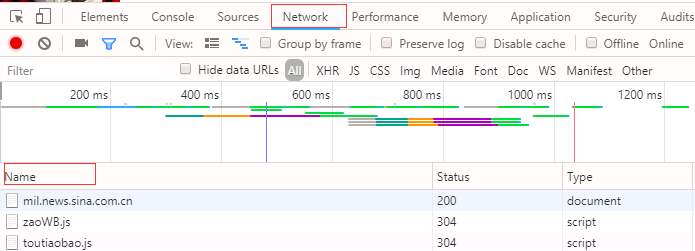 Elements Console Sources Network Performance Memory Application Security Audits
View: Group by frame Preserve log Disable cache Offline Online
Filter Hide data URLs All XHR JS CSS Img Media Font Doc WS Manifest Other
200 ms 400 ms 600 ms 800 ms 1000 ms 1200 ms
Name Status Type
mil.news.sina.com.cn 200 document
zaoWB.js 304 script
toutiaobao.js 304 script